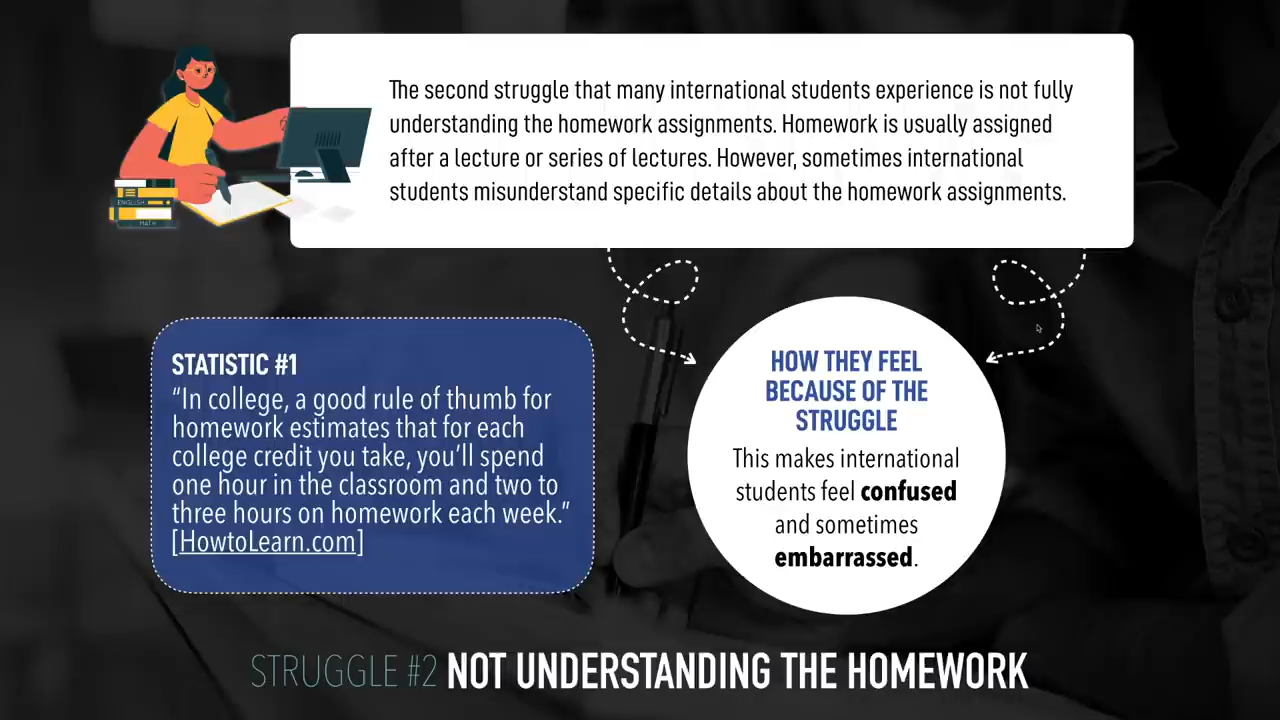 The second struggle that many international students experience is not fully
understanding the homework assignments. Homework is usually assigned
after a lecture or series of lectures. However, sometimes international
students misunderstand specific details about the homework assignments.
ENGLISH
MATH
STATISTIC #1
“In college, a good rule of thumb for
homework estimates that for each
college credit you take, you’ll spend
one hour in the classroom and two to
three hours on homework each week.”
[HowtoLearn.com]
HOW THEY FEEL
BECAUSE OF THE
STRUGGLE
This makes international
students feel confused
and sometimes
embarrassed.
STRUGGLE #2 NOT UNDERSTANDING THE HOMEWORK